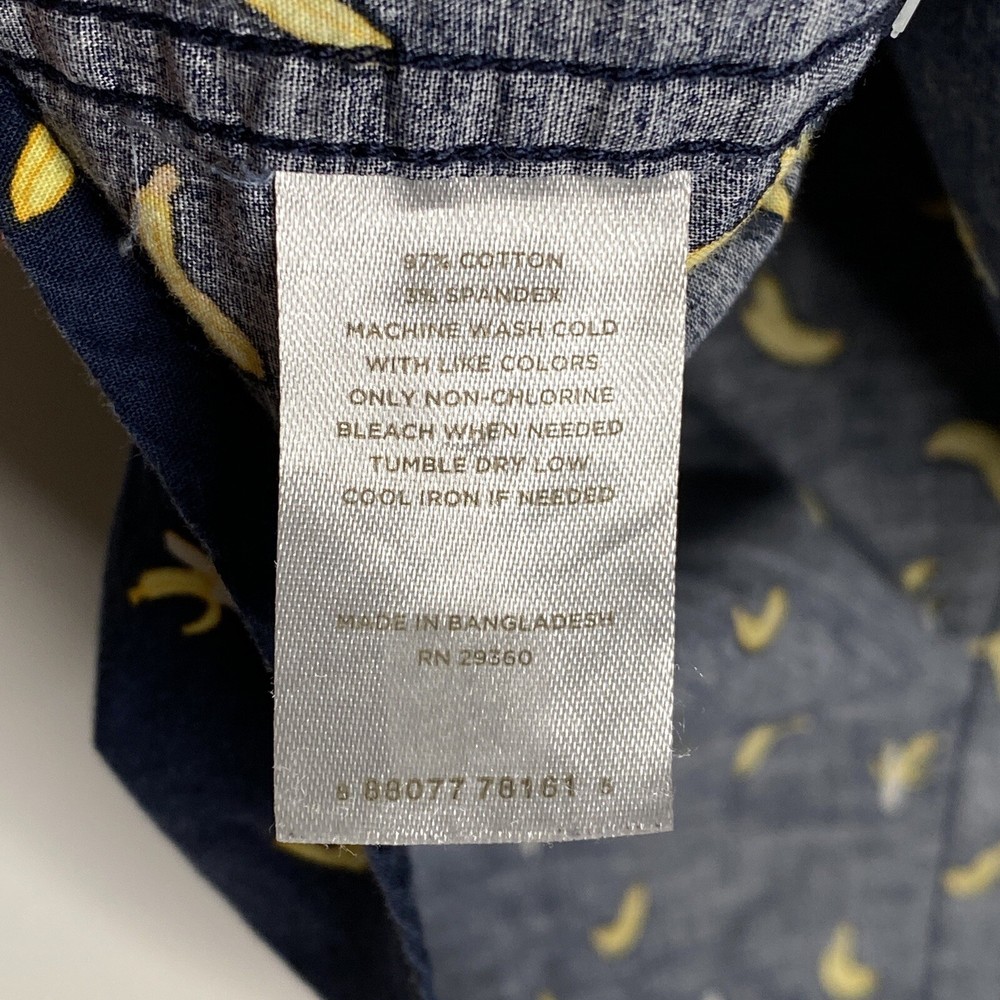 97% COTTON
3% SPANDEX
MACHINE WASH COLD
WITH LIKE COLORS
ONLY NON-CHLORINE
BLEACH WHEN NEEDED
TUMBLE DRY LOW
COOL IRON IF NEEDED
MADE IN BANGLADESH
RN 29360
8 88077 78161 5